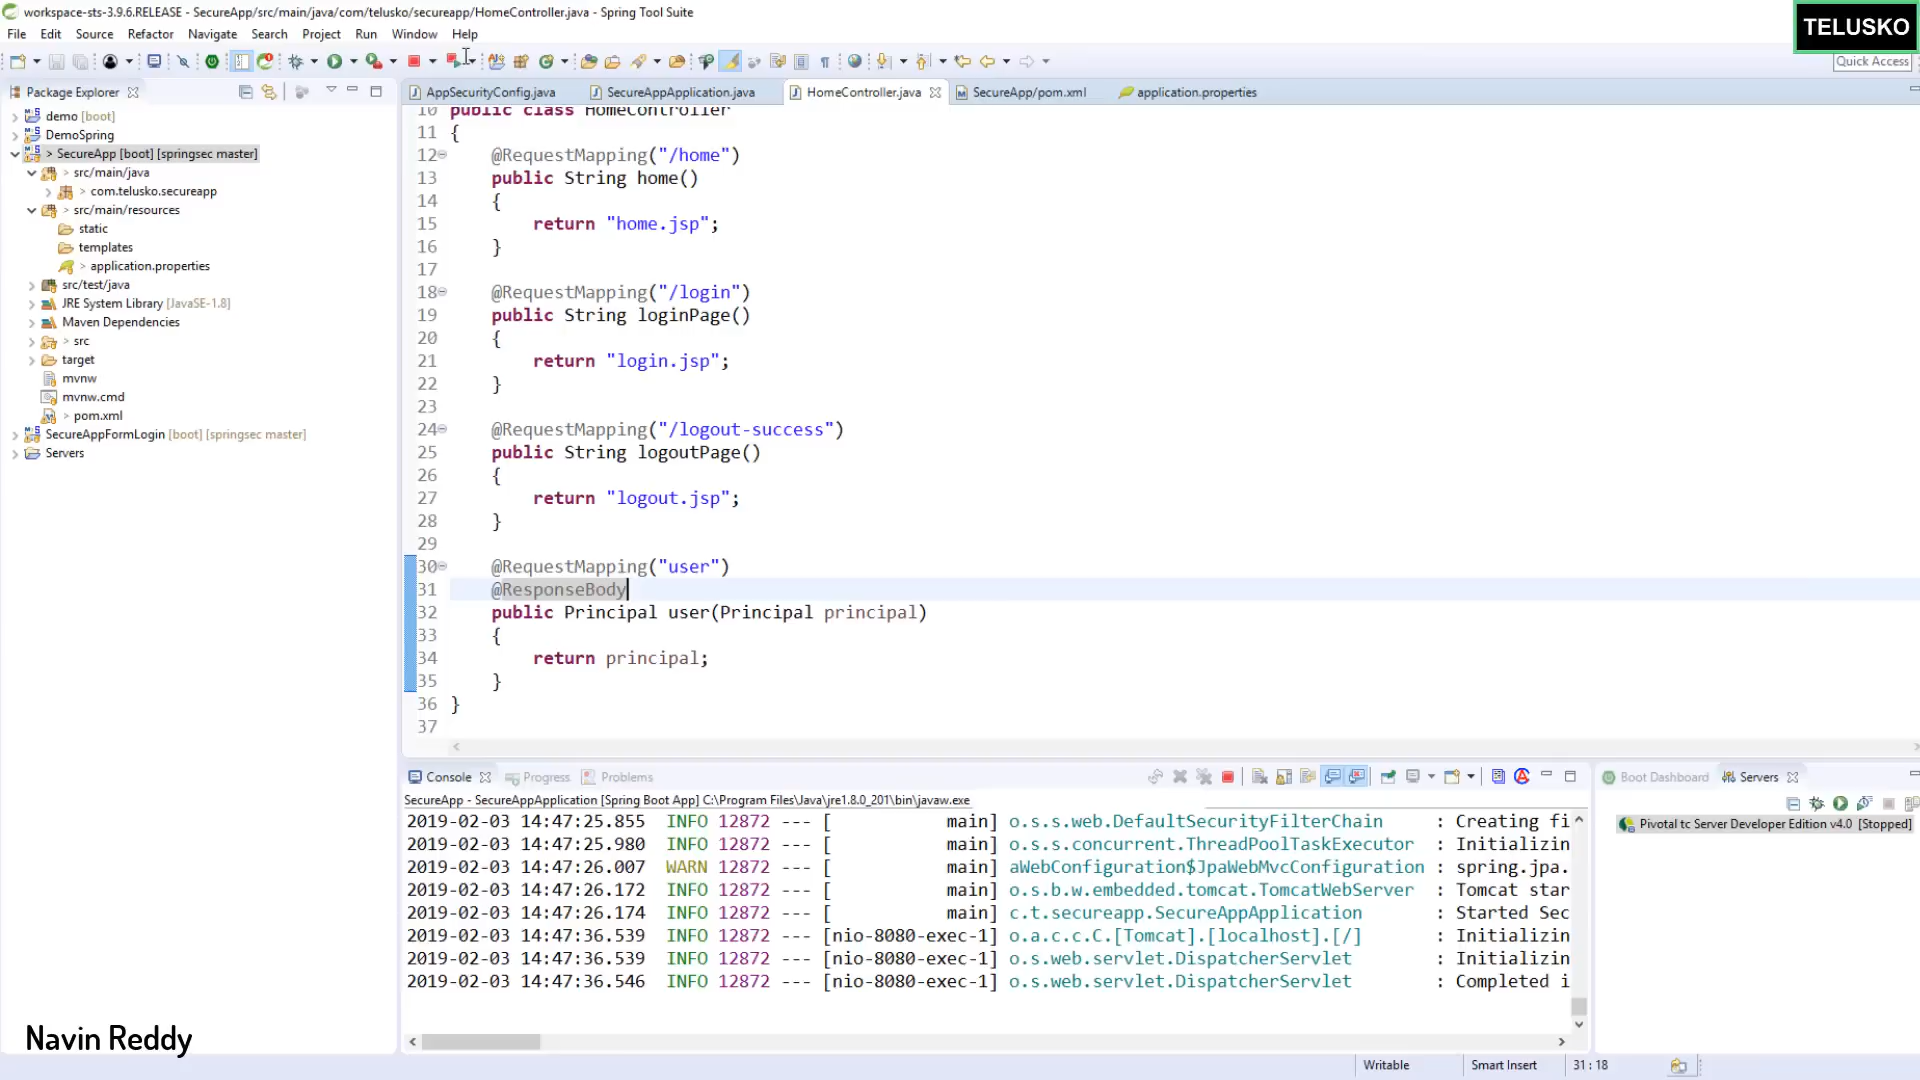 workspace-sts-3.9.6.RELEASE - SecureApp/src/main/java/com/telusko/secureapp/HomeController.java - Spring Tool Suite
TELUSKO
File Edit Source Refactor Navigate Search Project Run Window Help
Quick Access
Package Explorer
demo [boot]
DemoSpring
> SecureApp [boot] [springsec master]
> src/main/java
> com.telusko.secureapp
> src/main/resources
static
templates
> application.properties
src/test/java
JRE System Library [JavaSE-1.8]
Maven Dependencies
> src
target
mvnw
mvnw.cmd
> pom.xml
SecureAppFormLogin [boot] [springsec master]
Servers
AppSecurityConfig.java SecureAppApplication.java HomeController.java SecureApp/pom.xml application.properties
10 public class HomeController
11 {
12 @RequestMapping("/home")
13 public String home()
14 {
15 return "home.jsp";
16 }
17
18 @RequestMapping("/login")
19 public String loginPage()
20 {
21 return "login.jsp";
22 }
23
24 @RequestMapping("/logout-success")
25 public String logoutPage()
26 {
27 return "logout.jsp";
28 }
29
30 @RequestMapping("user")
31 @ResponseBody
32 public Principal user(Principal principal)
33 {
34 return principal;
35 }
36 }
37
Console Progress Problems
SecureApp - SecureAppApplication [Spring Boot App] C:\Program Files\Java\jre1.8.0_201\bin\javaw.exe
2019-02-03 14:47:25.855 INFO 12872 --- [ main] o.s.s.web.DefaultSecurityFilterChain : Creating fi
2019-02-03 14:47:25.980 INFO 12872 --- [ main] o.s.s.concurrent.ThreadPoolTaskExecutor : Initializin
2019-02-03 14:47:26.007 WARN 12872 --- [ main] aWebConfiguration$JpaWebMvcConfiguration : spring.jpa.
2019-02-03 14:47:26.172 INFO 12872 --- [ main] o.s.b.w.embedded.tomcat.TomcatWebServer : Tomcat star
2019-02-03 14:47:26.174 INFO 12872 --- [ main] c.t.secureapp.SecureAppApplication : Started Sec
2019-02-03 14:47:36.539 INFO 12872 --- [nio-8080-exec-1] o.a.c.c.C.[Tomcat].[localhost].[/] : Initializin
2019-02-03 14:47:36.539 INFO 12872 --- [nio-8080-exec-1] o.s.web.servlet.DispatcherServlet : Initializin
2019-02-03 14:47:36.546 INFO 12872 --- [nio-8080-exec-1] o.s.web.servlet.DispatcherServlet : Completed i
Boot Dashboard Servers
Pivotal tc Server Developer Edition v4.0 [Stopped]
Navin Reddy
Writable Smart Insert 31 : 18